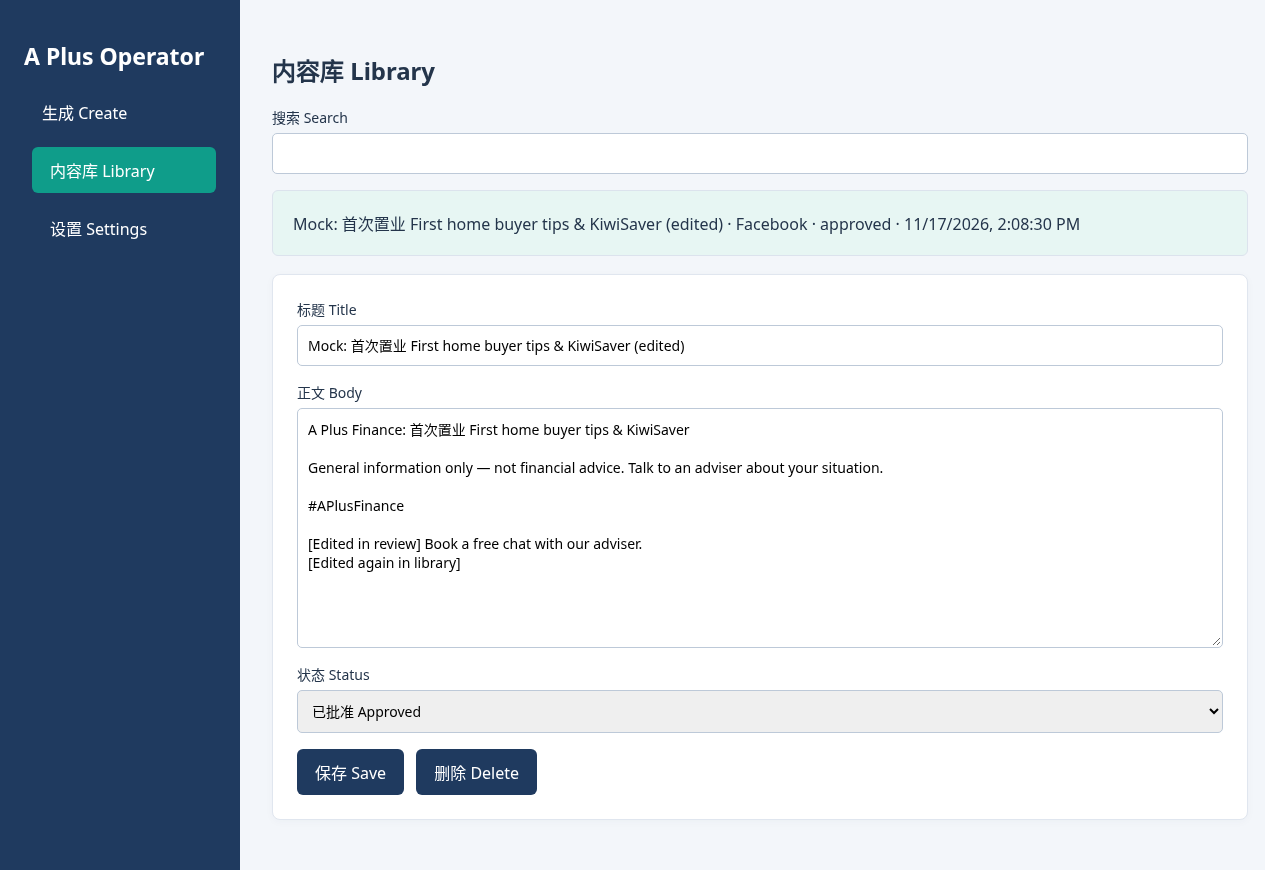 A Plus Operator
生成 Create
内容库 Library
设置 Settings
内容库 Library
搜索 Search
Mock: 首次置业 First home buyer tips & KiwiSaver (edited) · Facebook · approved · 11/17/2026, 2:08:30 PM
标题 Title
Mock: 首次置业 First home buyer tips & KiwiSaver (edited)
正文 Body
A Plus Finance: 首次置业 First home buyer tips & KiwiSaver
General information only — not financial advice. Talk to an adviser about your situation.
#APlusFinance
[Edited in review] Book a free chat with our adviser.
[Edited again in library]
状态 Status
已批准 Approved
保存 Save
删除 Delete